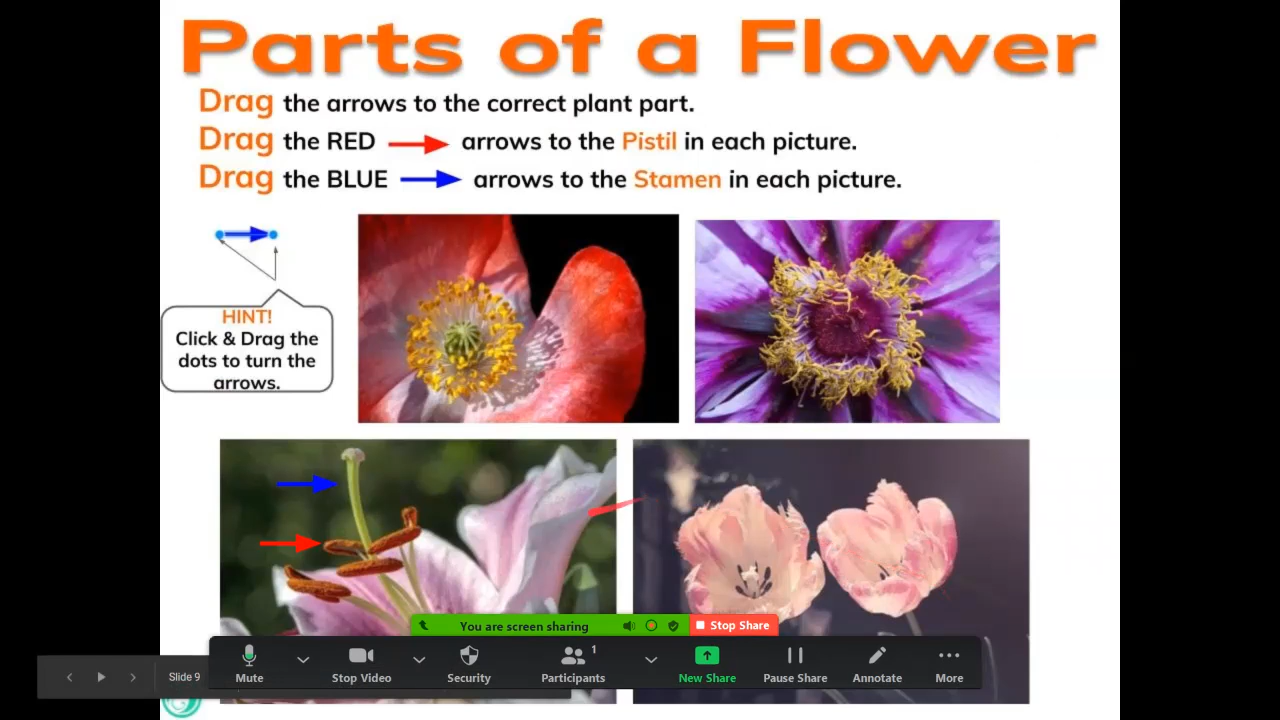 Parts of a Flower
Drag the arrows to the correct plant part.
Drag the RED arrows to the Pistil in each picture.
Drag the BLUE arrows to the Stamen in each picture.
HINT!
Click & Drag the
dots to turn the
arrows.
You are screen sharing
Stop Share
1
Mute
Stop Video
Security
Participants
New Share
Pause Share
Annotate
More
Slide 9